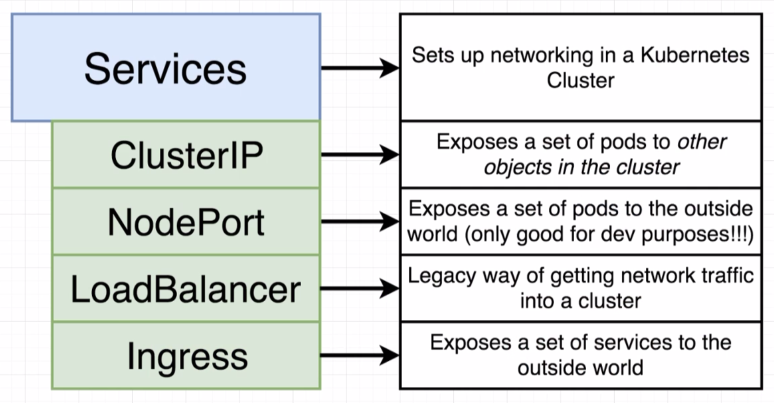 Services
Sets up networking in a Kubernetes
Cluster
ClusterIP
Exposes a set of pods to other
objects in the cluster
NodePort
Exposes a set of pods to the outside
world (only good for dev purposes!!!)
LoadBalancer
Legacy way of getting network traffic
into a cluster
Ingress
Exposes a set of services to the
outside world